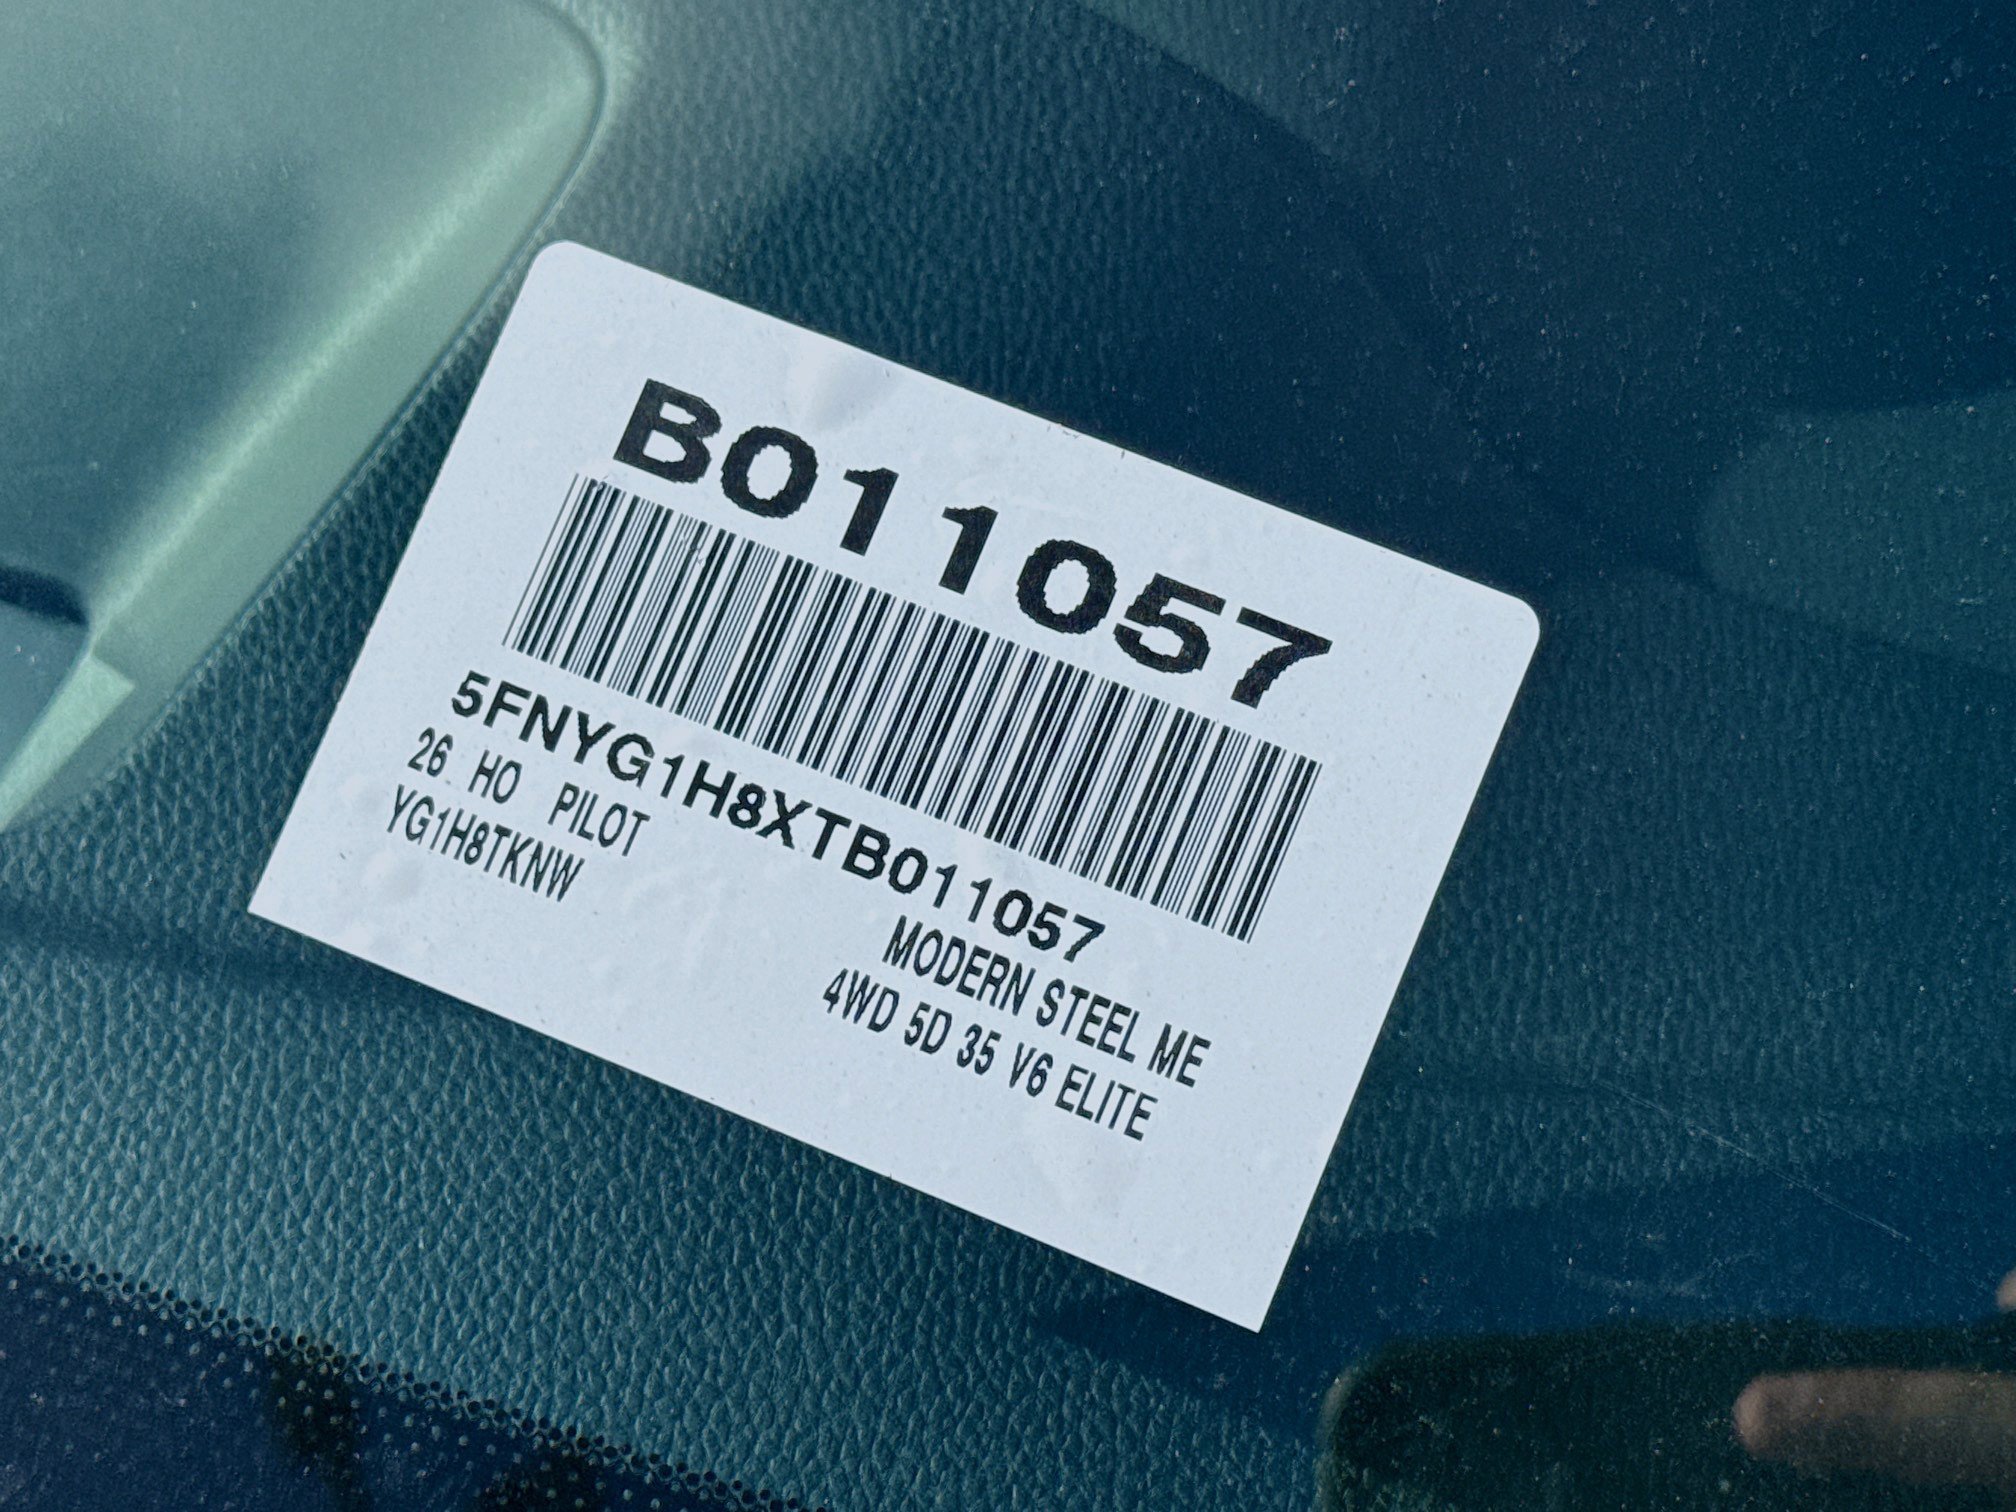 B011057
5FNYG1H8XTB011057
26 HO PILOT MODERN STEEL ME
YG1H8TKNW 4WD 5D 35 V6 ELITE